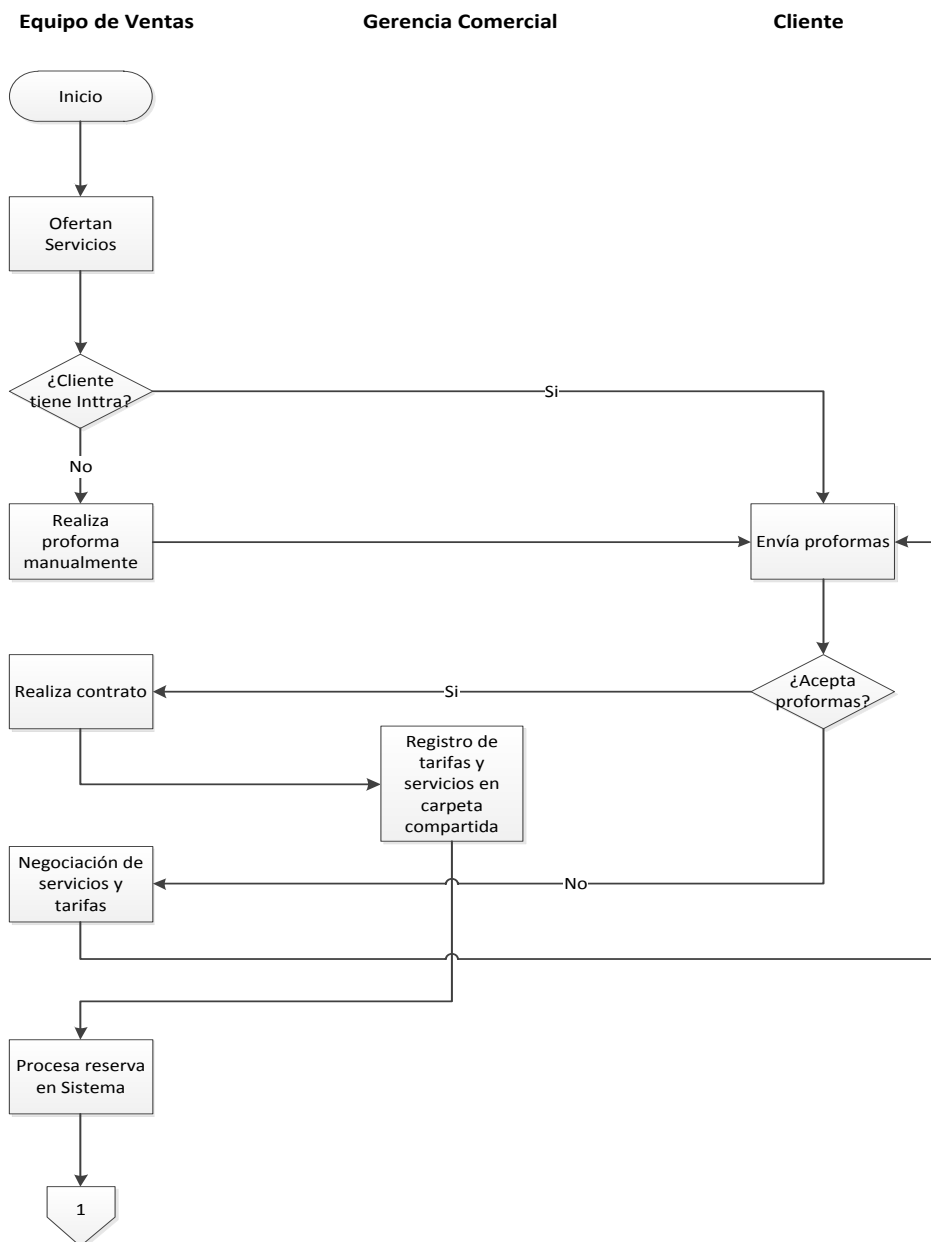 Equipo de Ventas
Gerencia Comercial
Cliente
Inicio
Ofertan
Servicios
¿Cliente
tiene Inttra?
Si
No
Realiza
proforma
manualmente
Envía proformas
¿Acepta
proformas?
Si
Realiza contrato
Registro de
tarifas y
servicios en
carpeta
compartida
No
Negociación de
servicios y
tarifas
Procesa reserva
en Sistema
1